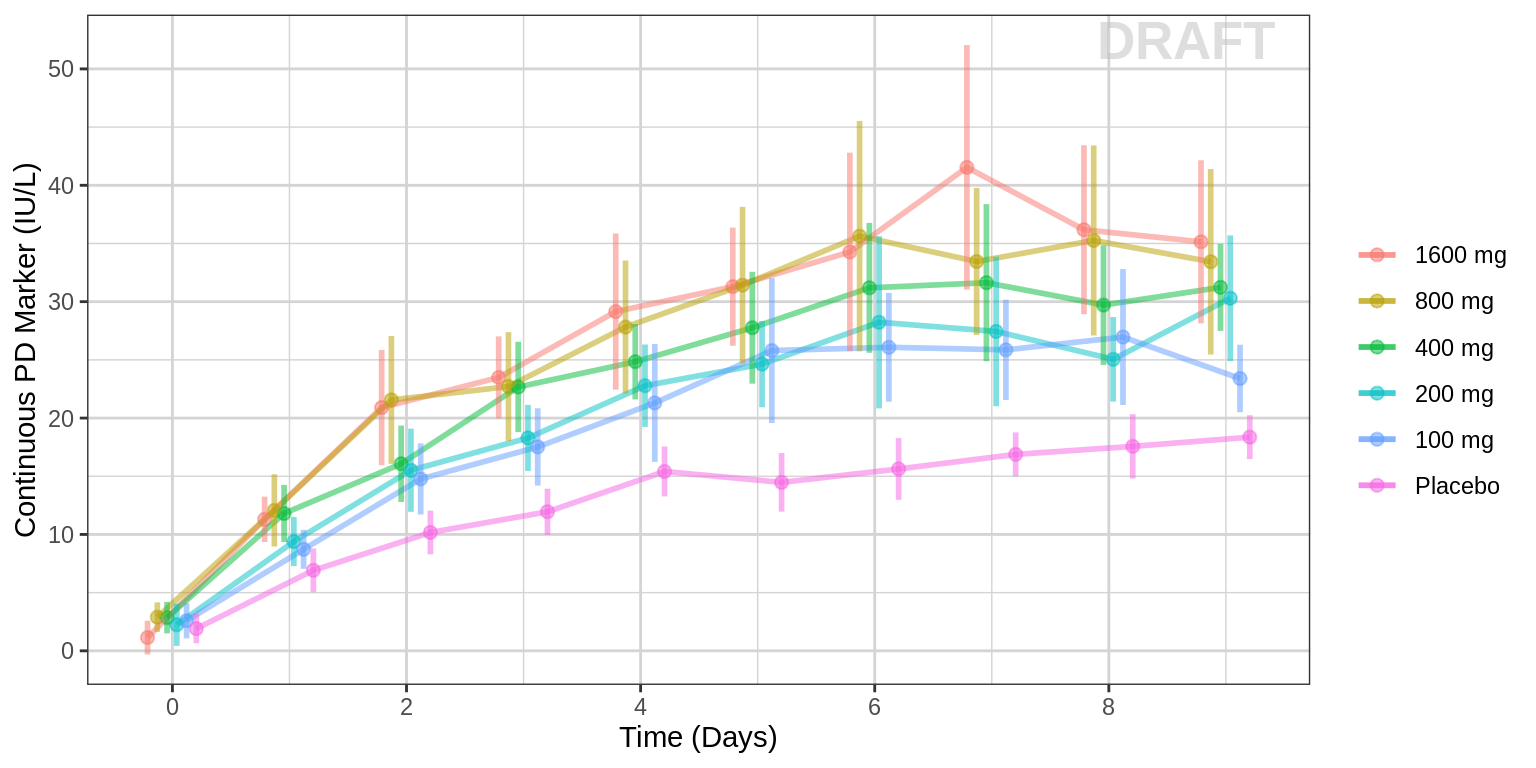 DRAFT
50
40
30
20
10
0
Continuous PD Marker (IU/L)
0 2 4 6 8
Time (Days)
1600 mg
800 mg
400 mg
200 mg
100 mg
Placebo